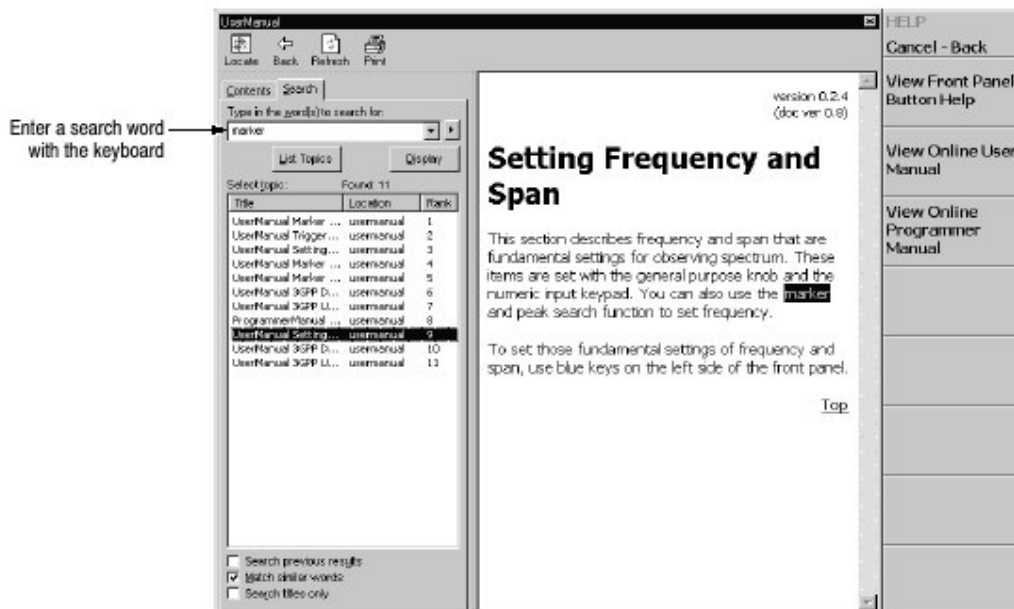 UserManual
Locate Back Refresh Print
Contents Search
Type in the word(s) to search for:
marker
List Topics Display
Select topic: Found: 11
Title Location Rank
UserManual Marker ... usermanual 1
UserManual Trigger... usermanual 2
UserManual Setting... usermanual 3
UserManual Marker ... usermanual 4
UserManual Marker ... usermanual 5
UserManual 3GPP D... usermanual 6
UserManual 3GPP U... usermanual 7
ProgrammerManual ... usermanual 8
UserManual Setting... usermanual 9
UserManual 3GPP D... usermanual 10
UserManual 3GPP U... usermanual 11
Search previous results
Match similar words
Search titles only
Enter a search word
with the keyboard
version 0.2.4
(doc ver 0.8)
Setting Frequency and
Span
This section describes frequency and span that are
fundamental settings for observing spectrum. These
items are set with the general purpose knob and the
numeric input keypad. You can also use the marker
and peak search function to set frequency.
To set those fundamental settings of frequency and
span, use blue keys on the left side of the front panel.
Top
HELP
Cancel - Back
View Front Panel
Button Help
View Online User
Manual
View Online
Programmer
Manual